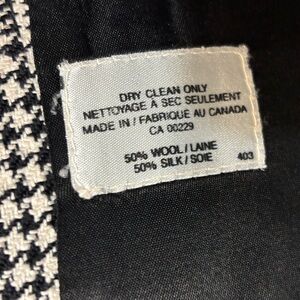 DRY CLEAN ONLY
NETTOYAGE À SEC SEULEMENT
MADE IN / FABRIQUÉ AU CANADA
CA 00229
50% WOOL / LAINE
50% SILK / SOIE 403